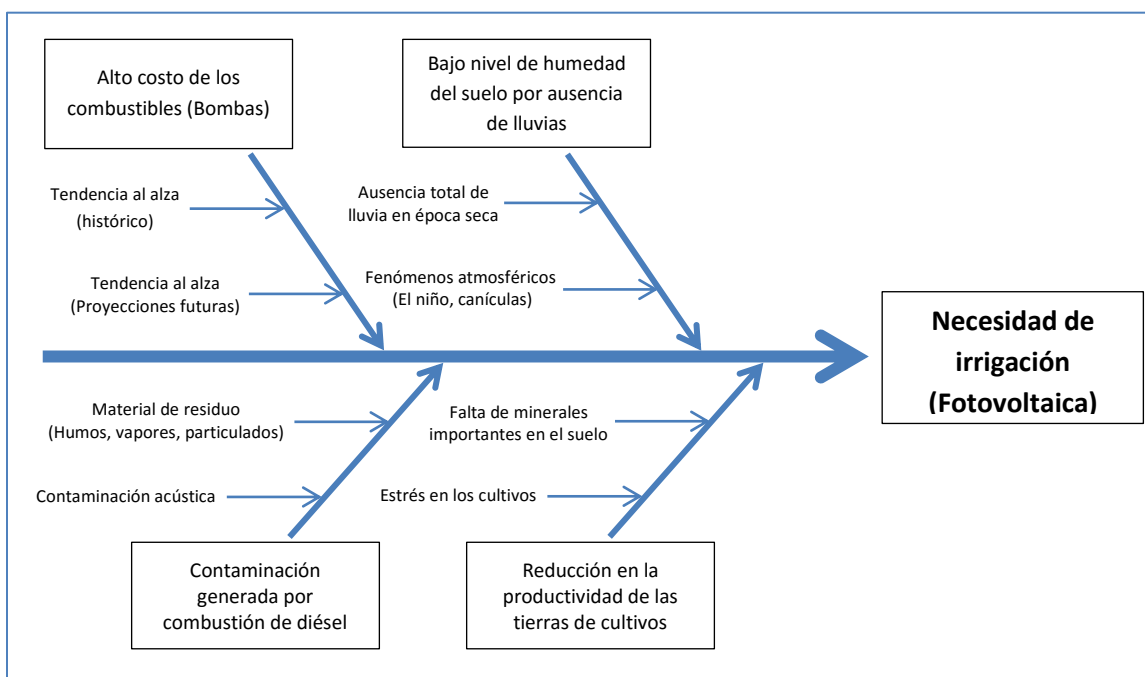 Alto costo de los
combustibles (Bombas)
Bajo nivel de humedad
del suelo por ausencia
de lluvias
Tendencia al alza
(histórico)
Ausencia total de
lluvia en época seca
Tendencia al alza
(Proyecciones futuras)
Fenómenos atmosféricos
(El niño, canículas)
Necesidad de
irrigación
(Fotovoltaica)
Material de residuo
(Humos, vapores, particulados)
Falta de minerales
importantes en el suelo
Contaminación acústica
Estrés en los cultivos
Contaminación
generada por
combustión de diésel
Reducción en la
productividad de las
tierras de cultivos